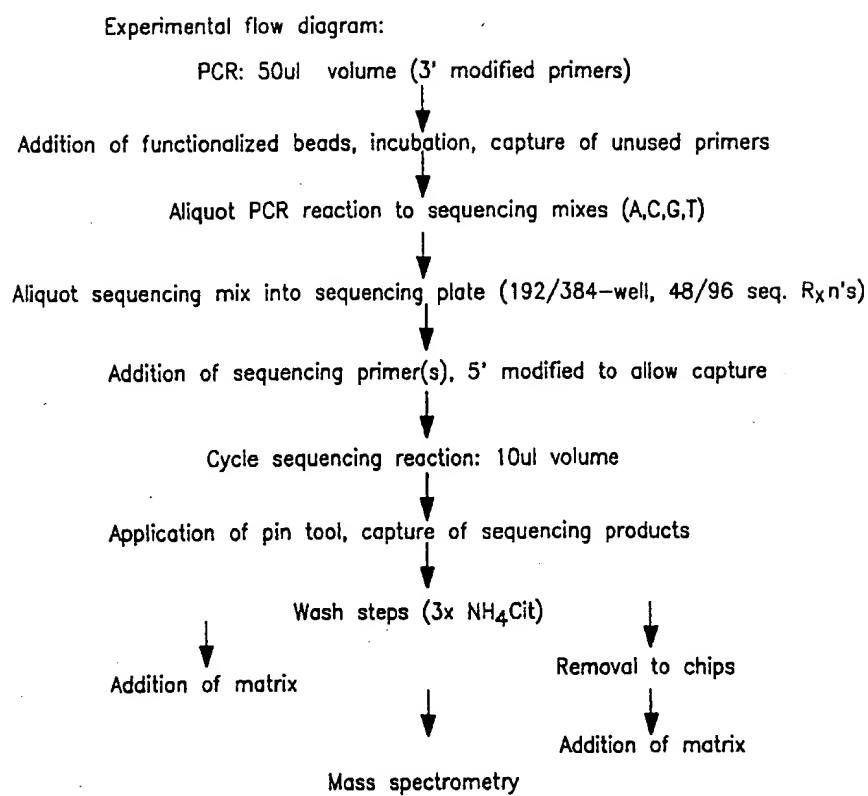 Experimental flow diagram:
PCR: 50ul volume (3' modified primers)
Addition of functionalized beads, incubation, capture of unused primers
Aliquot PCR reaction to sequencing mixes (A,C,G,T)
Aliquot sequencing mix into sequencing plate (192/384-well, 48/96 seq. RXn's)
Addition of sequencing primer(s), 5' modified to allow capture
Cycle sequencing reaction: 10ul volume
Application of pin tool, capture of sequencing products
Wash steps (3x NH4Cit)
Removal to chips
Addition of matrix
Addition of matrix
Mass spectrometry